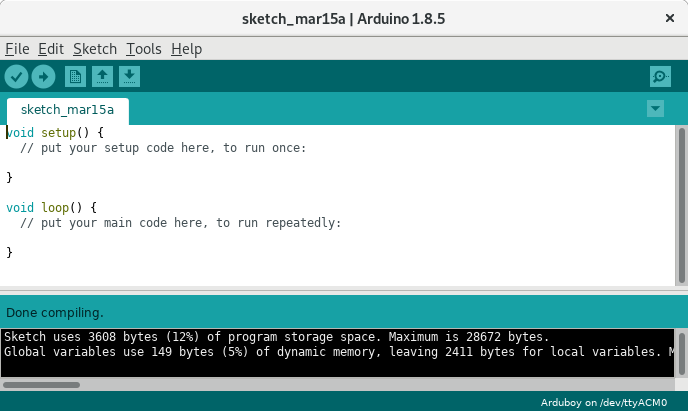 sketch_mar15a | Arduino 1.8.5
File Edit Sketch Tools Help
sketch_mar15a
void setup() {
  // put your setup code here, to run once:
}
void loop() {
  // put your main code here, to run repeatedly:
}
Done compiling.
Sketch uses 3608 bytes (12%) of program storage space. Maximum is 28672 bytes.
Global variables use 149 bytes (5%) of dynamic memory, leaving 2411 bytes for local variables. M
Arduboy on /dev/ttyACM0